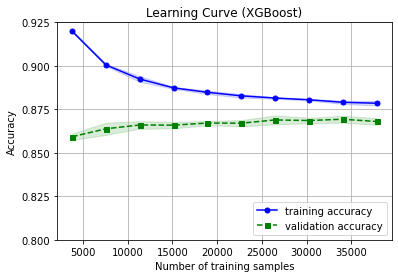 Learning Curve (XGBoost)
0.925
0.900
0.875
0.850
0.825
0.800
Accuracy
5000 10000 15000 20000 25000 30000 35000
Number of training samples
training accuracy
validation accuracy